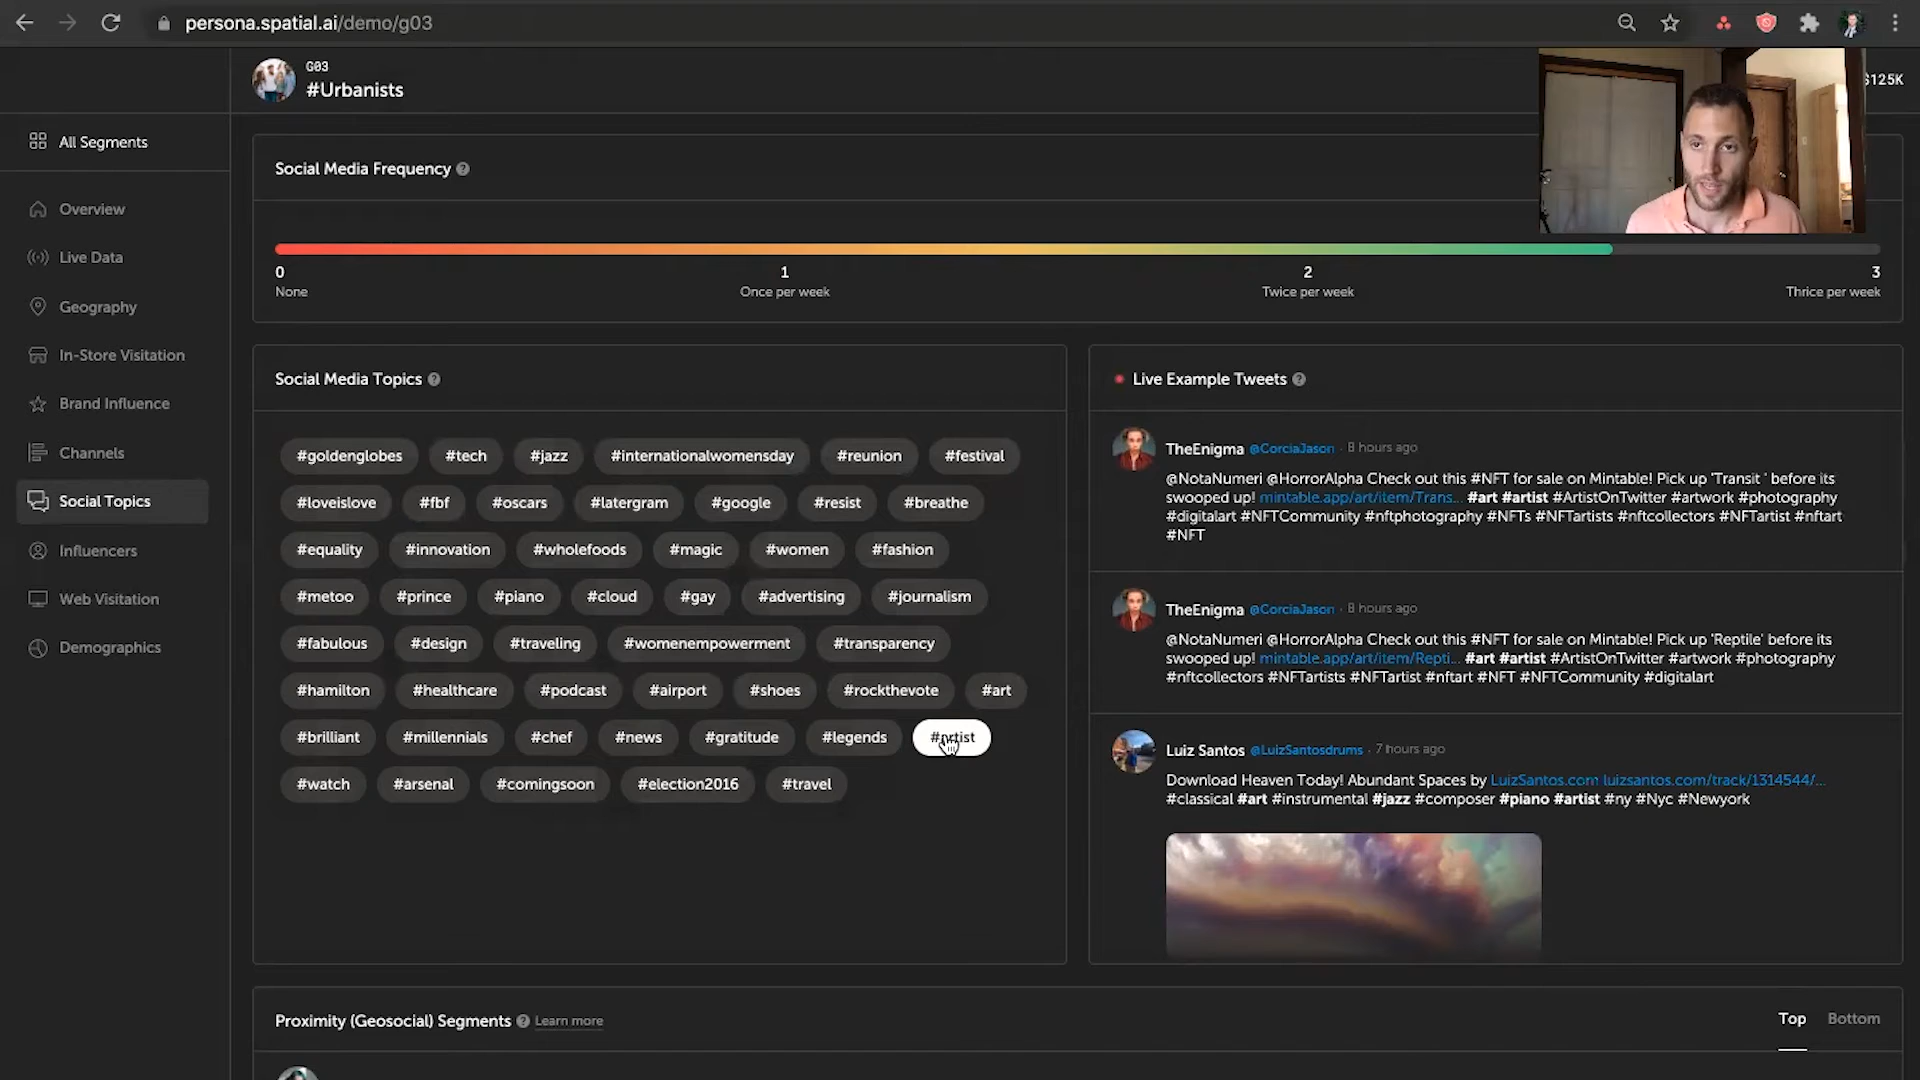 persona.spatial.ai/demo/g03
G03
#Urbanists
$125K
All Segments
Overview
Live Data
Geography
In-Store Visitation
Brand Influence
Channels
Social Topics
Influencers
Web Visitation
Demographics
Social Media Frequency ?
0 1 2 3
None Once per week Twice per week Thrice per week
Social Media Topics ?
#goldenglobes #tech #jazz #internationalwomensday #reunion #festival
#loveislove #fbf #oscars #latergram #google #resist #breathe
#equality #innovation #wholefoods #magic #women #fashion
#metoo #prince #piano #cloud #gay #advertising #journalism
#fabulous #design #traveling #womenempowerment #transparency
#hamilton #healthcare #podcast #airport #shoes #rockthevote #art
#brilliant #millennials #chef #news #gratitude #legends #artist
#watch #arsenal #comingsoon #election2016 #travel
Live Example Tweets ?
TheEnigma @CorciaJason · 8 hours ago
@NotaNumeri @HorrorAlpha Check out this #NFT for sale on Mintable! Pick up 'Transit ' before its
swooped up! mintable.app/art/item/Trans... #art #artist #ArtistOnTwitter #artwork #photography
#digitalart #NFTCommunity #nftphotography #NFTs #NFTartists #nftcollectors #NFTartist #nftart
#NFT
TheEnigma @CorciaJason · 8 hours ago
@NotaNumeri @HorrorAlpha Check out this #NFT for sale on Mintable! Pick up 'Reptile' before its
swooped up! mintable.app/art/item/Repti... #art #artist #ArtistOnTwitter #artwork #photography
#nftcollectors #NFTartists #NFTartist #nftart #NFT #NFTCommunity #digitalart
Luiz Santos @LuizSantosdrums · 7 hours ago
Download Heaven Today! Abundant Spaces by LuizSantos.com luizsantos.com/track/1314544/...
#classical #art #instrumental #jazz #composer #piano #artist #ny #Nyc #Newyork
Proximity (Geosocial) Segments ? Learn more
Top Bottom